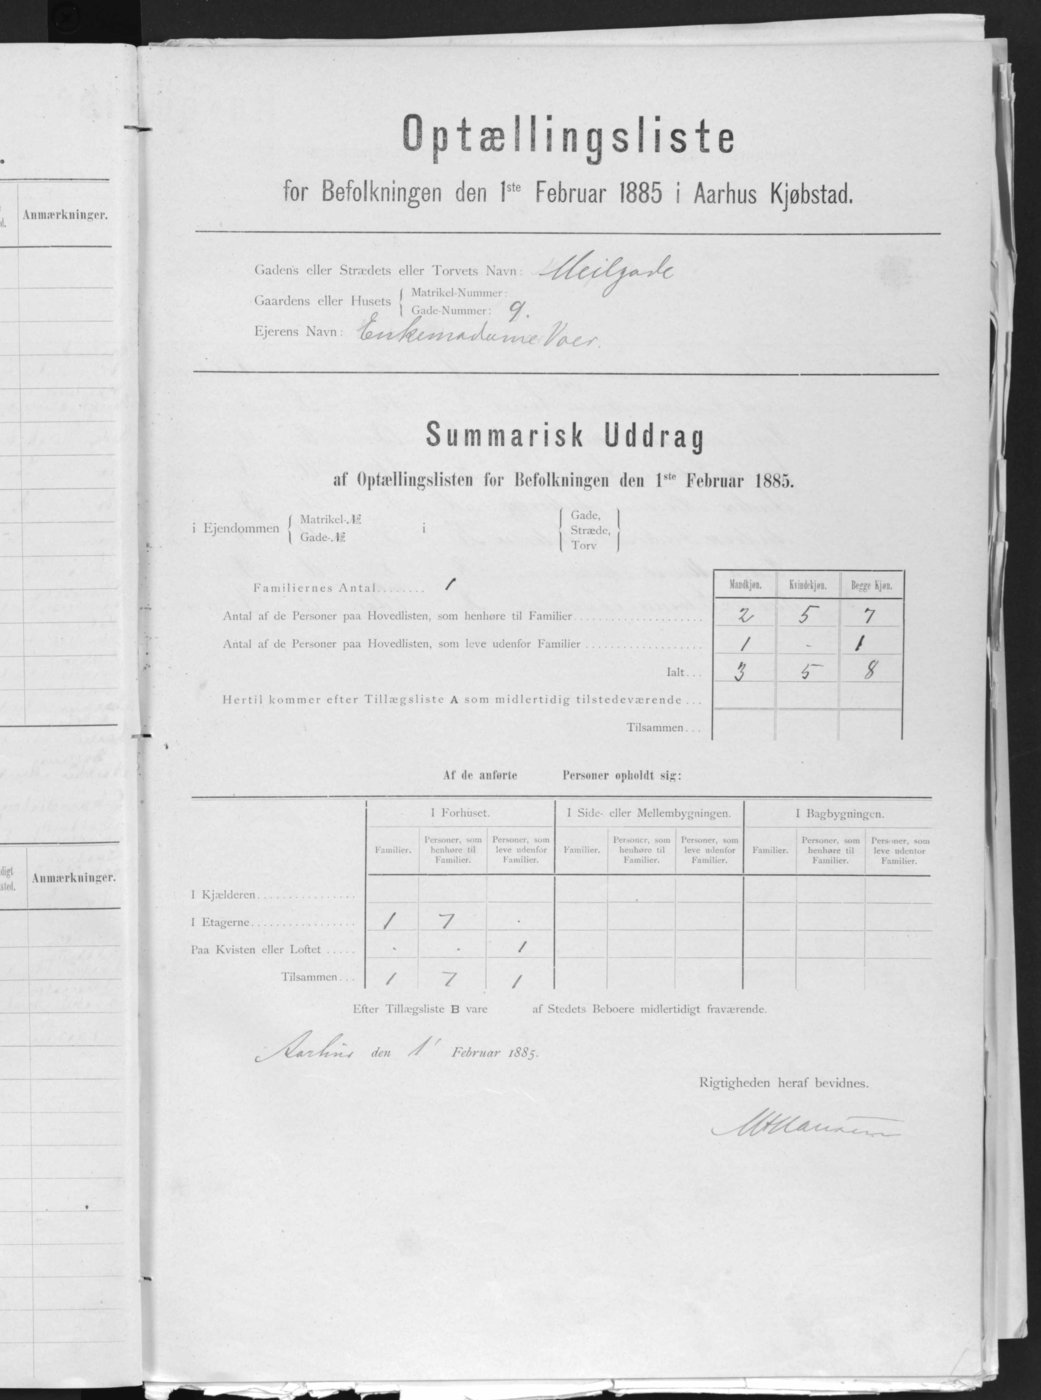 Anmærkninger.
Anmærkninger.
Optællingsliste
for Befolkningen den 1ste Februar 1885 i Aarhus Kjøbstad.
Gadens eller Strædets eller Torvets Navn: Meilgade
Gaardens eller Husets { Matrikel-Nummer:
Gade-Nummer: 9.
Ejerens Navn: Enkemadame Voer.
Summarisk Uddrag
af Optællingslisten for Befolkningen den 1ste Februar 1885.
i Ejendommen { Matrikel-№ Gade-№ i { Gade, Stræde, Torv }
Mandkjøn. Kvindekjøn. Begge Kjøn.
Familiernes Antal........ 1
Antal af de Personer paa Hovedlisten, som henhøre til Familier 2 5 7
Antal af de Personer paa Hovedlisten, som leve udenfor Familier 1 - 1
Ialt... 3 5 8
Hertil kommer efter Tillægsliste A som midlertidig tilstedeværende ...
Tilsammen...
Af de anførte Personer opholdt sig:
I Forhuset. I Side- eller Mellembygningen. I Bagbygningen.
Familier. Personer, som henhøre til Familier. Personer, som leve udenfor Familier. Familier. Personer, som henhøre til Familier. Personer, som leve udenfor Familier. Familier. Personer, som henhøre til Familier. Personer, som leve udenfor Familier.
I Kjælderen
I Etagerne 1 7 .
Paa Kvisten eller Loftet - - 1
Tilsammen... 1 7 1
Efter Tillægsliste B vare af Stedets Beboere midlertidigt fraværende.
Aarhus den 1' Februar 1885.
Rigtigheden heraf bevidnes.